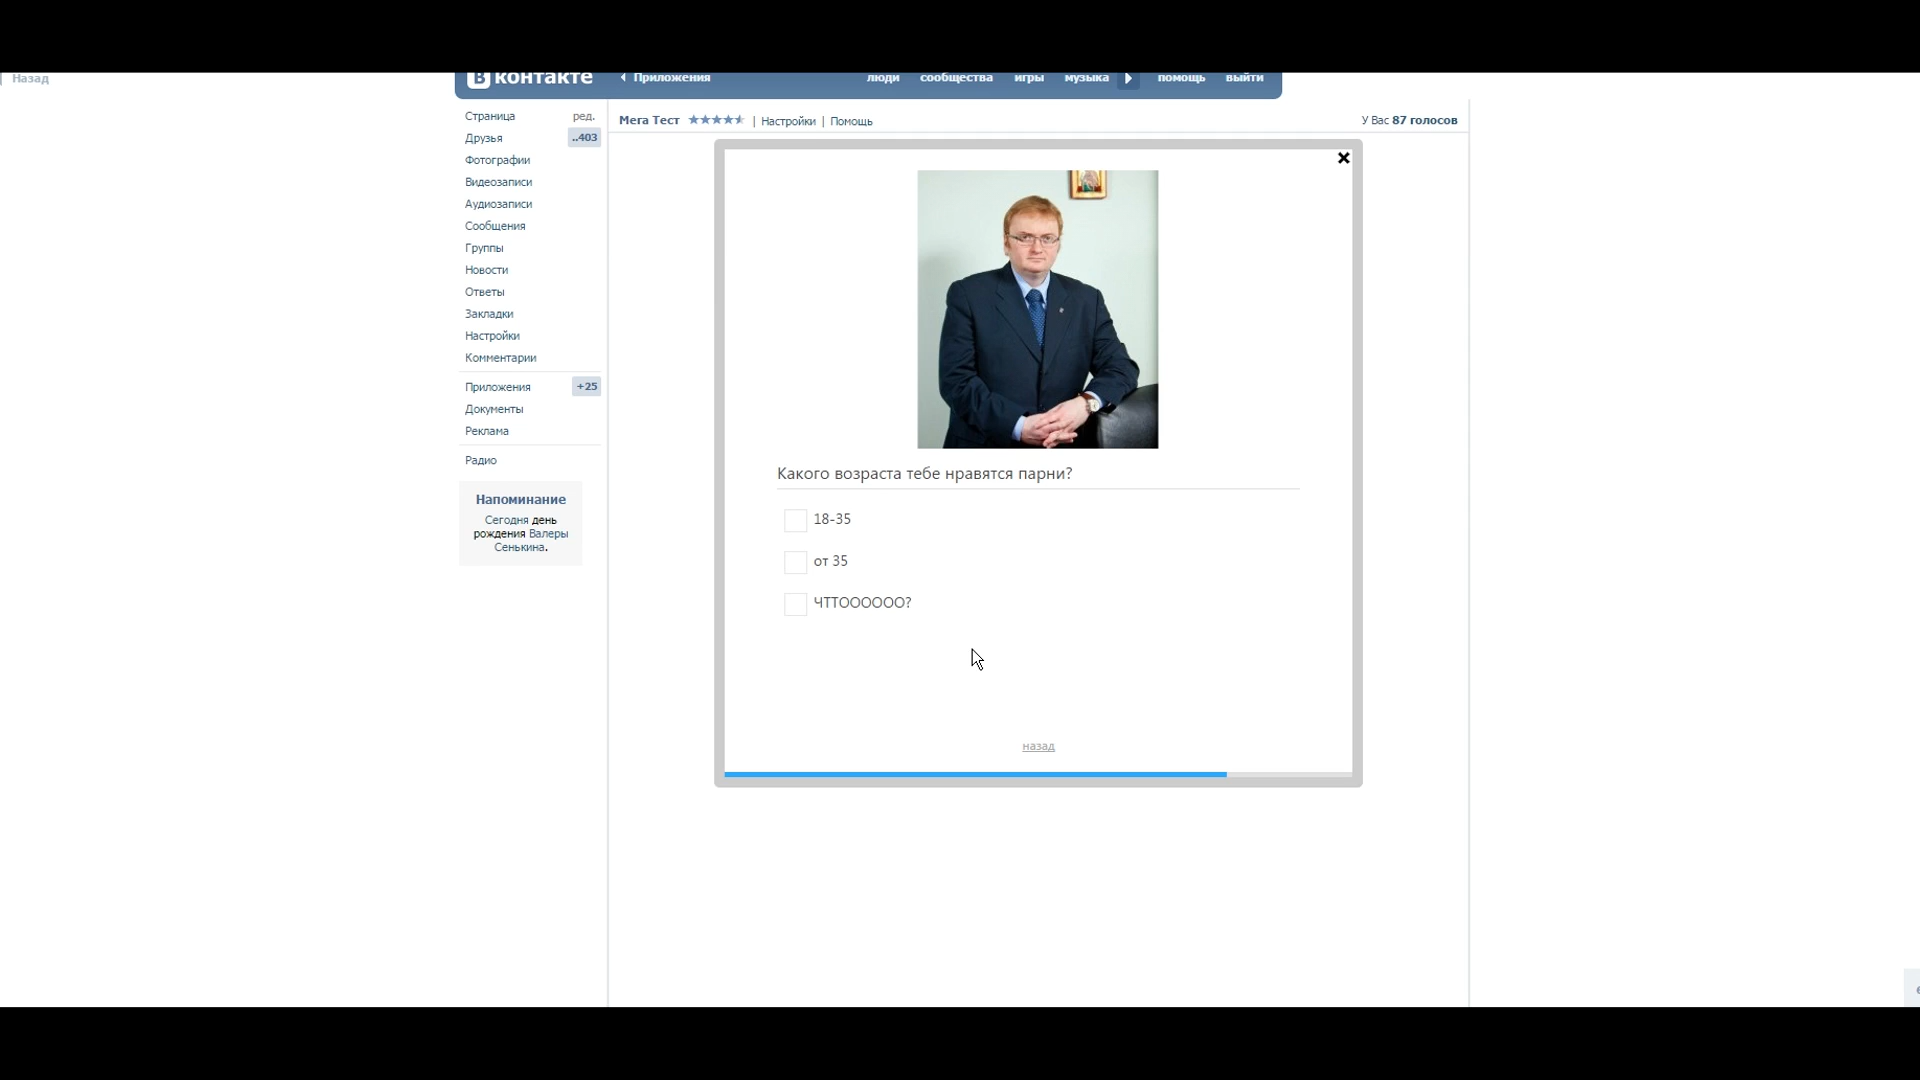 Назад
В контакте Приложения люди сообщества игры музыка помощь выйти
Страница ред.
Друзья ..403
Фотографии
Видеозаписи
Аудиозаписи
Сообщения
Группы
Новости
Ответы
Закладки
Настройки
Комментарии
Приложения +25
Документы
Реклама
Радио
Напоминание
Сегодня день
рождения Валеры
Сенькина.
Мега Тест | Настройки | Помощь
У Вас 87 голосов
Какого возраста тебе нравятся парни?
18-35
от 35
ЧТТОООООО?
назад